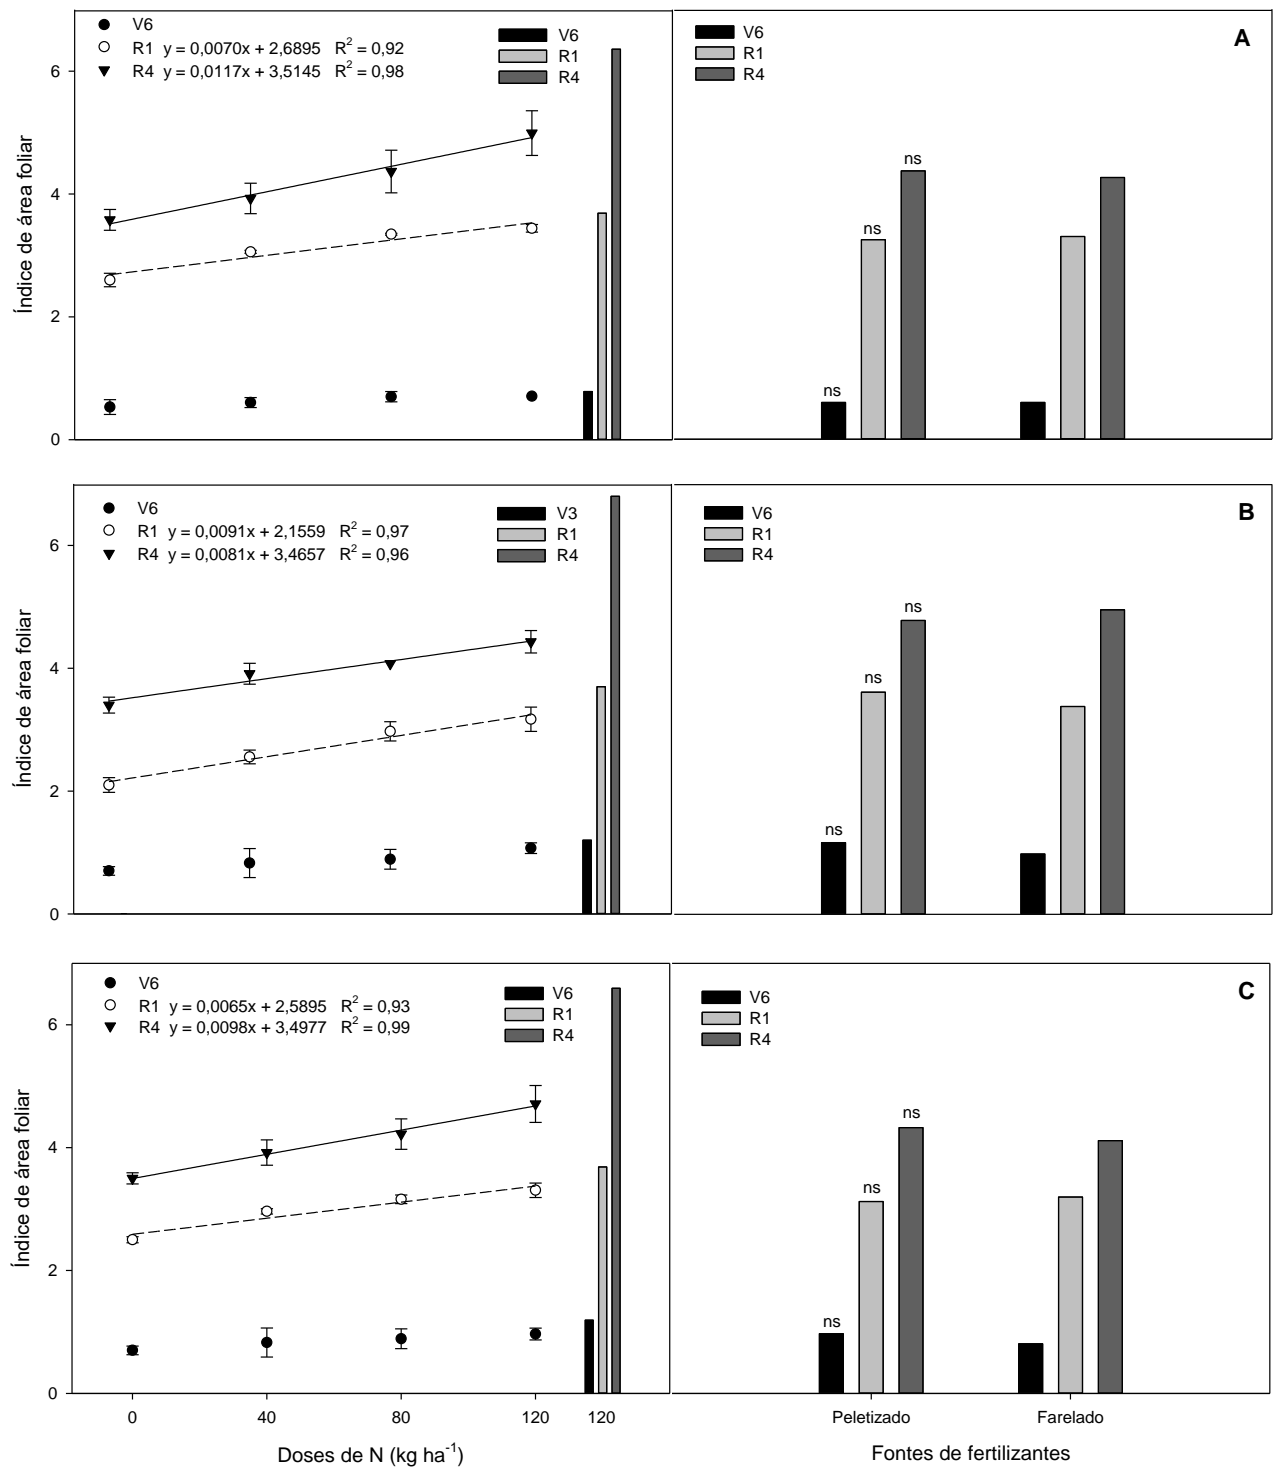 V6
R1 y = 0,0070x + 2,6895 R² = 0,92
R4 y = 0,0117x + 3,5145 R² = 0,98
V6
R1
R4
V6
R1
R4
A
6
4
2
0
Índice de área foliar
ns
ns
ns
V6
R1 y = 0,0091x + 2,1559 R² = 0,97
R4 y = 0,0081x + 3,4657 R² = 0,96
V3
R1
R4
V6
R1
R4
B
6
4
2
0
Índice de área foliar
ns
ns
ns
V6
R1 y = 0,0065x + 2,5895 R² = 0,93
R4 y = 0,0098x + 3,4977 R² = 0,99
V6
R1
R4
V6
R1
R4
C
6
4
2
0
Índice de área foliar
ns
ns
ns
0 40 80 120 120
Peletizado Farelado
Doses de N (kg ha⁻¹)
Fontes de fertilizantes